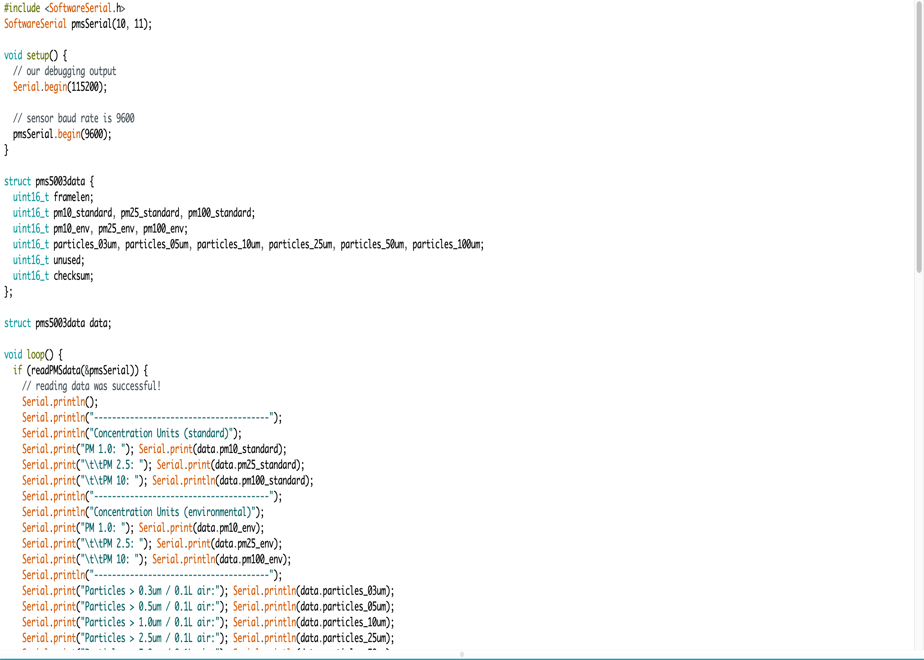 #include <SoftwareSerial.h>
SoftwareSerial pmsSerial(10, 11);
void setup() {
// our debugging output
Serial.begin(115200);
// sensor baud rate is 9600
pmsSerial.begin(9600);
}
struct pms5003data {
uint16_t framelen;
uint16_t pm10_standard, pm25_standard, pm100_standard;
uint16_t pm10_env, pm25_env, pm100_env;
uint16_t particles_03um, particles_05um, particles_10um, particles_25um, particles_50um, particles_100um;
uint16_t unused;
uint16_t checksum;
};
struct pms5003data data;
void loop() {
if (readPMSdata(&pmsSerial)) {
// reading data was successful!
Serial.println();
Serial.println("---------------------------------------");
Serial.println("Concentration Units (standard)");
Serial.print("PM 1.0: "); Serial.print(data.pm10_standard);
Serial.print("\t\tPM 2.5: "); Serial.print(data.pm25_standard);
Serial.print("\t\tPM 10: "); Serial.println(data.pm100_standard);
Serial.println("---------------------------------------");
Serial.println("Concentration Units (environmental)");
Serial.print("PM 1.0: "); Serial.print(data.pm10_env);
Serial.print("\t\tPM 2.5: "); Serial.print(data.pm25_env);
Serial.print("\t\tPM 10: "); Serial.println(data.pm100_env);
Serial.println("---------------------------------------");
Serial.print("Particles > 0.3um / 0.1L air:"); Serial.println(data.particles_03um);
Serial.print("Particles > 0.5um / 0.1L air:"); Serial.println(data.particles_05um);
Serial.print("Particles > 1.0um / 0.1L air:"); Serial.println(data.particles_10um);
Serial.print("Particles > 2.5um / 0.1L air:"); Serial.println(data.particles_25um);